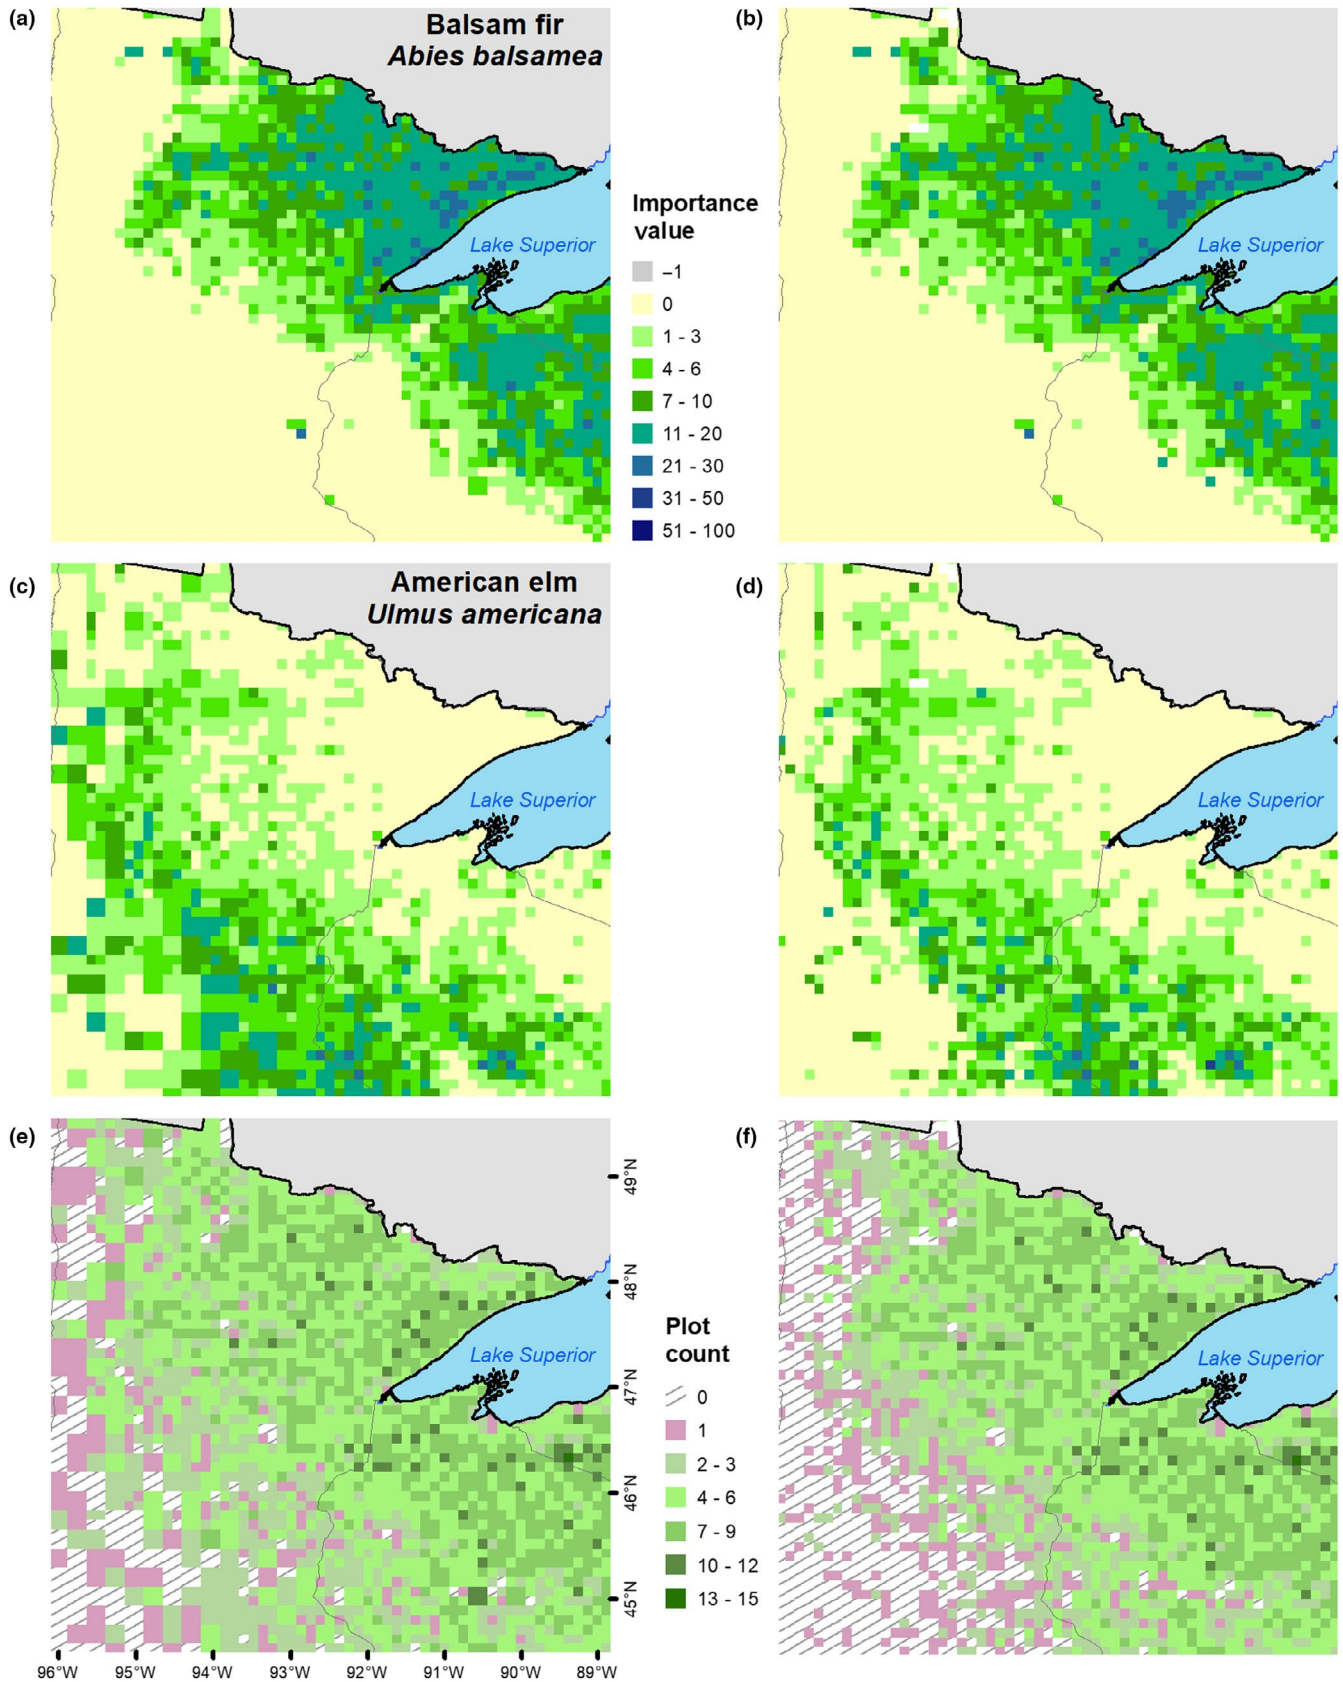 (a)
Balsam fir
Abies balsamea
Lake Superior
(b)
Lake Superior
Importance
value
–1
0
1 - 3
4 - 6
7 - 10
11 - 20
21 - 30
31 - 50
51 - 100
(c)
American elm
Ulmus americana
Lake Superior
(d)
Lake Superior
(e)
Lake Superior
49°N
48°N
47°N
46°N
45°N
96°W
95°W
94°W
93°W
92°W
91°W
90°W
89°W
Plot
count
0
1
2 - 3
4 - 6
7 - 9
10 - 12
13 - 15
(f)
Lake Superior